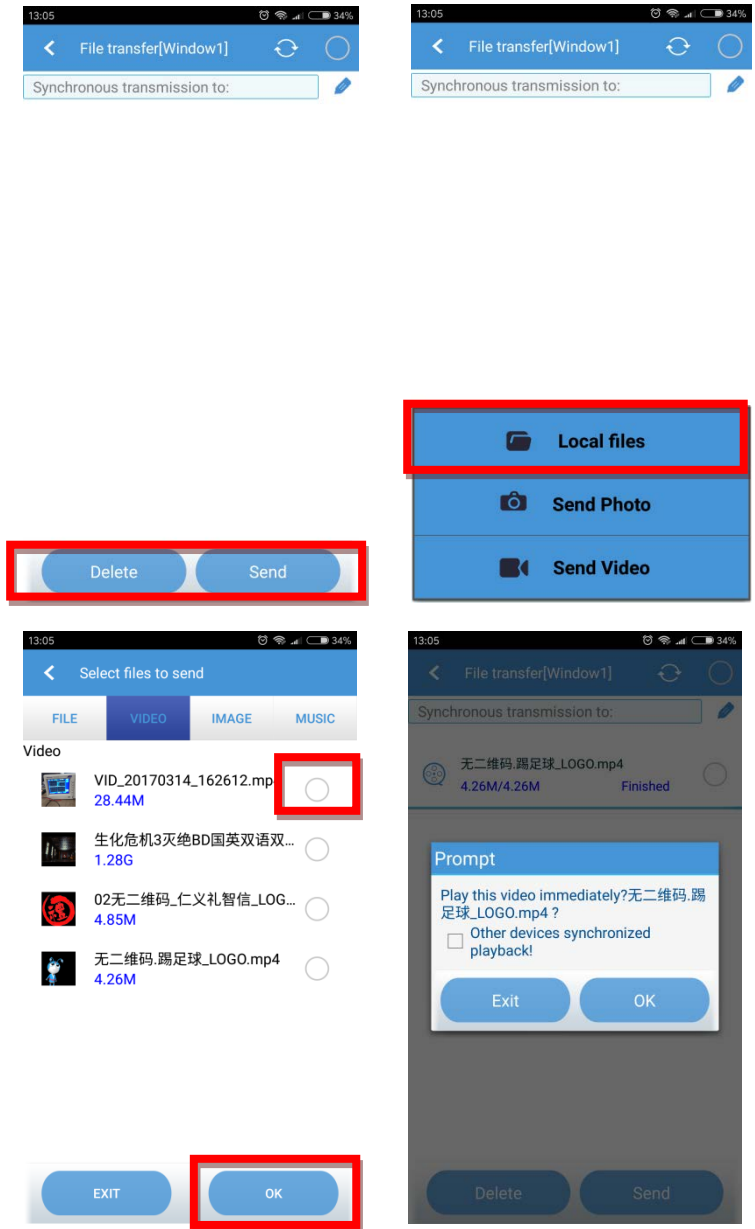 13:05
34%
File transfer[Window1]
Synchronous transmission to:
Delete
Send
13:05
34%
File transfer[Window1]
Synchronous transmission to:
Local files
Send Photo
Send Video
13:05
34%
Select files to send
FILE
VIDEO
IMAGE
MUSIC
Video
VID_20170314_162612.mp
28.44M
生化危机3灭绝BD国英双语双...
1.28G
02无二维码_仁义礼智信_LOG...
4.85M
无二维码.踢足球_LOGO.mp4
4.26M
EXIT
OK
13:05
34%
File transfer[Window1]
Synchronous transmission to:
无二维码.踢足球_LOGO.mp4
4.26M/4.26M
Finished
Prompt
Play this video immediately?无二维码.踢
足球_LOGO.mp4 ?
Other devices synchronized
playback!
Exit
OK
Delete
Send